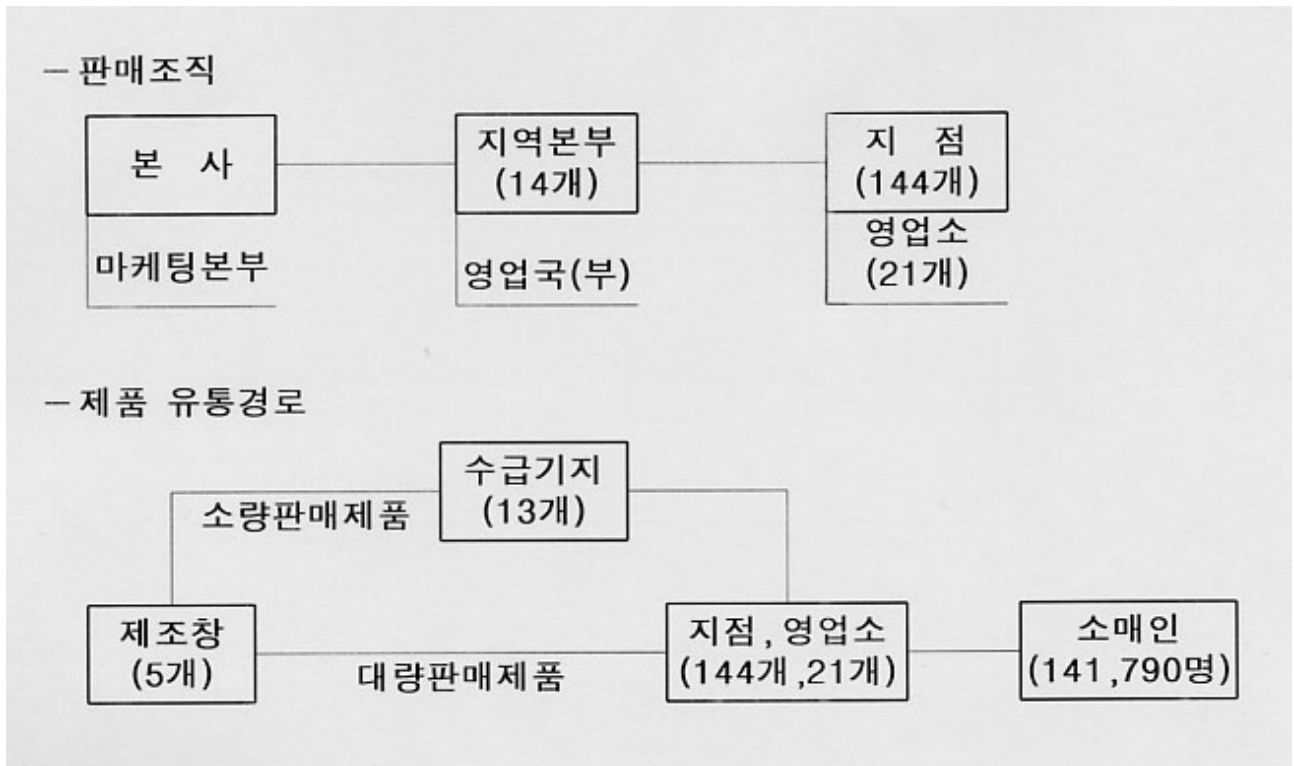 – 판매조직
본 사
마케팅본부
지역본부
(14개)
영업국(부)
지 점
(144개)
영업소
(21개)
– 제품 유통경로
수급기지
(13개)
소량판매제품
제조창
(5개)
대량판매제품
지점,영업소
(144개,21개)
소매인
(141,790명)